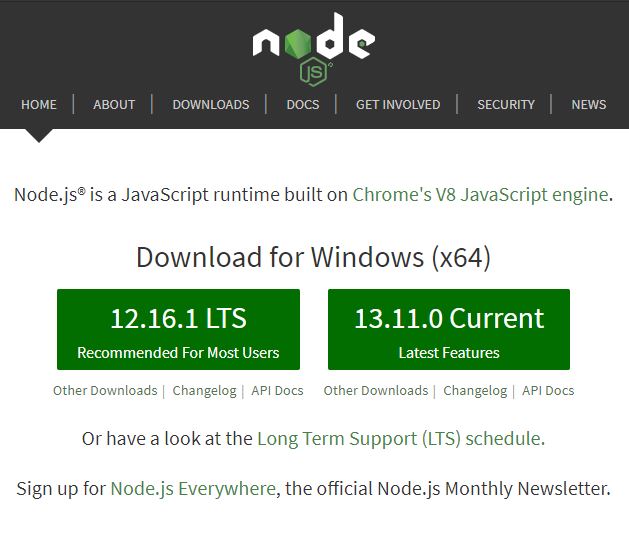 node
JS
HOME | ABOUT | DOWNLOADS | DOCS | GET INVOLVED | SECURITY | NEWS
Node.js® is a JavaScript runtime built on Chrome's V8 JavaScript engine.
Download for Windows (x64)
12.16.1 LTS
Recommended For Most Users
13.11.0 Current
Latest Features
Other Downloads | Changelog | API Docs
Other Downloads | Changelog | API Docs
Or have a look at the Long Term Support (LTS) schedule.
Sign up for Node.js Everywhere, the official Node.js Monthly Newsletter.